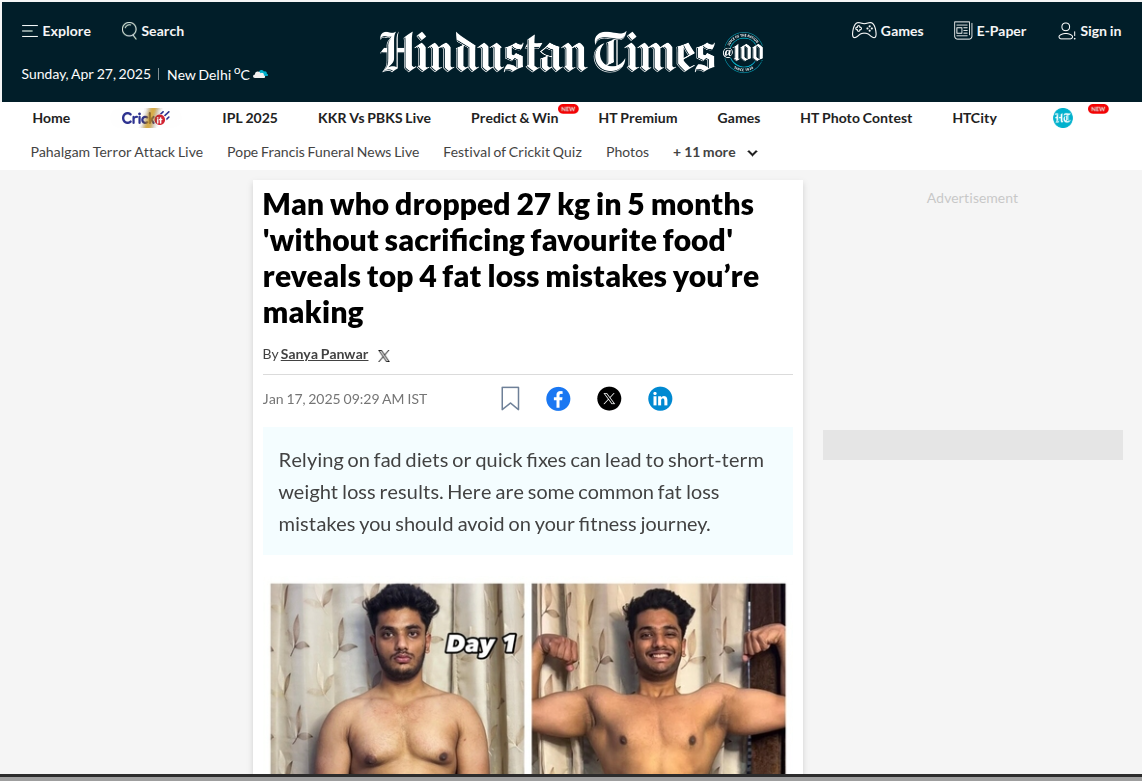 Explore
Search
Hindustan Times
@100
Games
E-Paper
Sign in
Sunday, Apr 27, 2025
New Delhi °C
Home
Crickit
IPL 2025
KKR Vs PBKS Live
Predict & Win
NEW
HT Premium
Games
HT Photo Contest
HTCity
HT
NEW
Pahalgam Terror Attack Live
Pope Francis Funeral News Live
Festival of Crickit Quiz
Photos
+ 11 more
Man who dropped 27 kg in 5 months
'without sacrificing favourite food'
reveals top 4 fat loss mistakes you’re
making
Advertisement
By Sanya Panwar
Jan 17, 2025 09:29 AM IST
Relying on fad diets or quick fixes can lead to short-term
weight loss results. Here are some common fat loss
mistakes you should avoid on your fitness journey.
Day 1